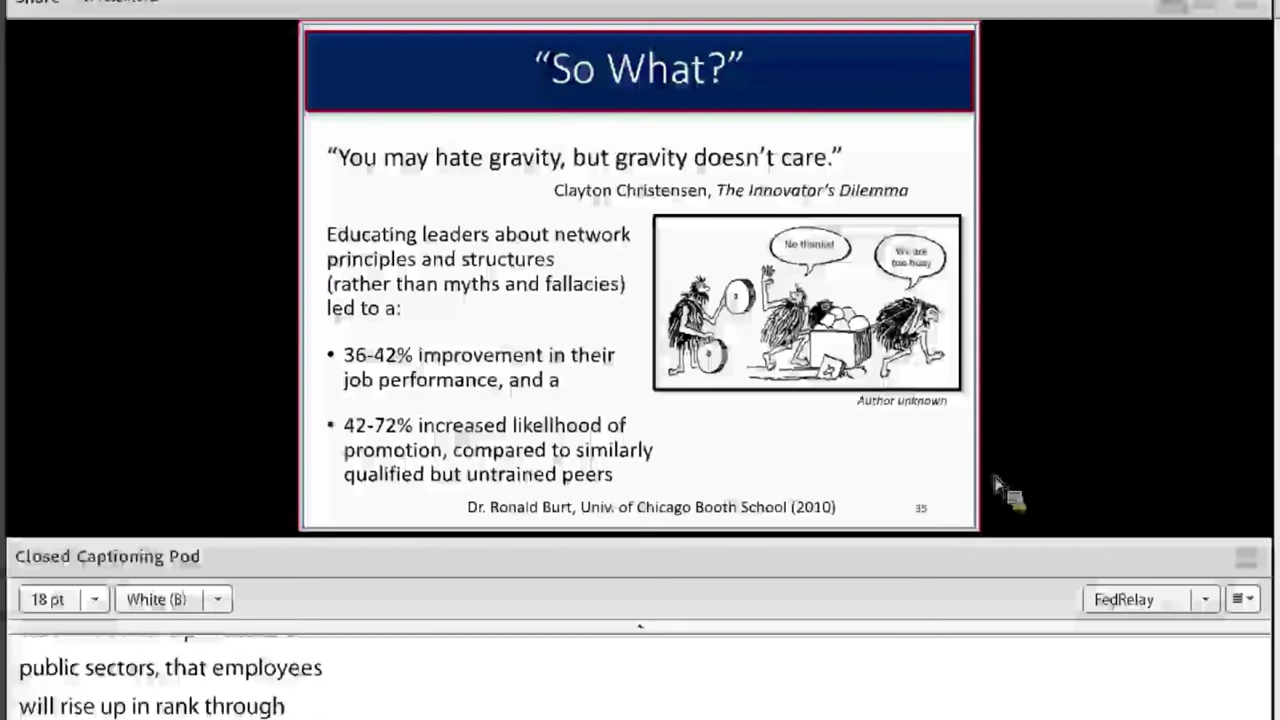 “So What?”
“You may hate gravity, but gravity doesn’t care.”
Clayton Christensen, The Innovator’s Dilemma
Educating leaders about network
principles and structures
(rather than myths and fallacies)
led to a:
• 36-42% improvement in their
job performance, and a
• 42-72% increased likelihood of
promotion, compared to similarly
qualified but untrained peers
No thanks!
We are
too busy
Author unknown
Dr. Ronald Burt, Univ. of Chicago Booth School (2010)
35
Closed Captioning Pod
18 pt
White (B)
FedRelay
public sectors, that employees
will rise up in rank through